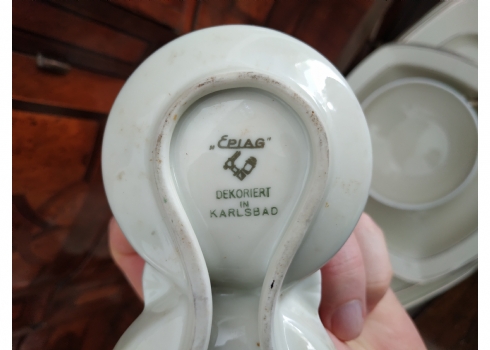 „EPIAG"
DEKORIERT
IN
KARLSBAD